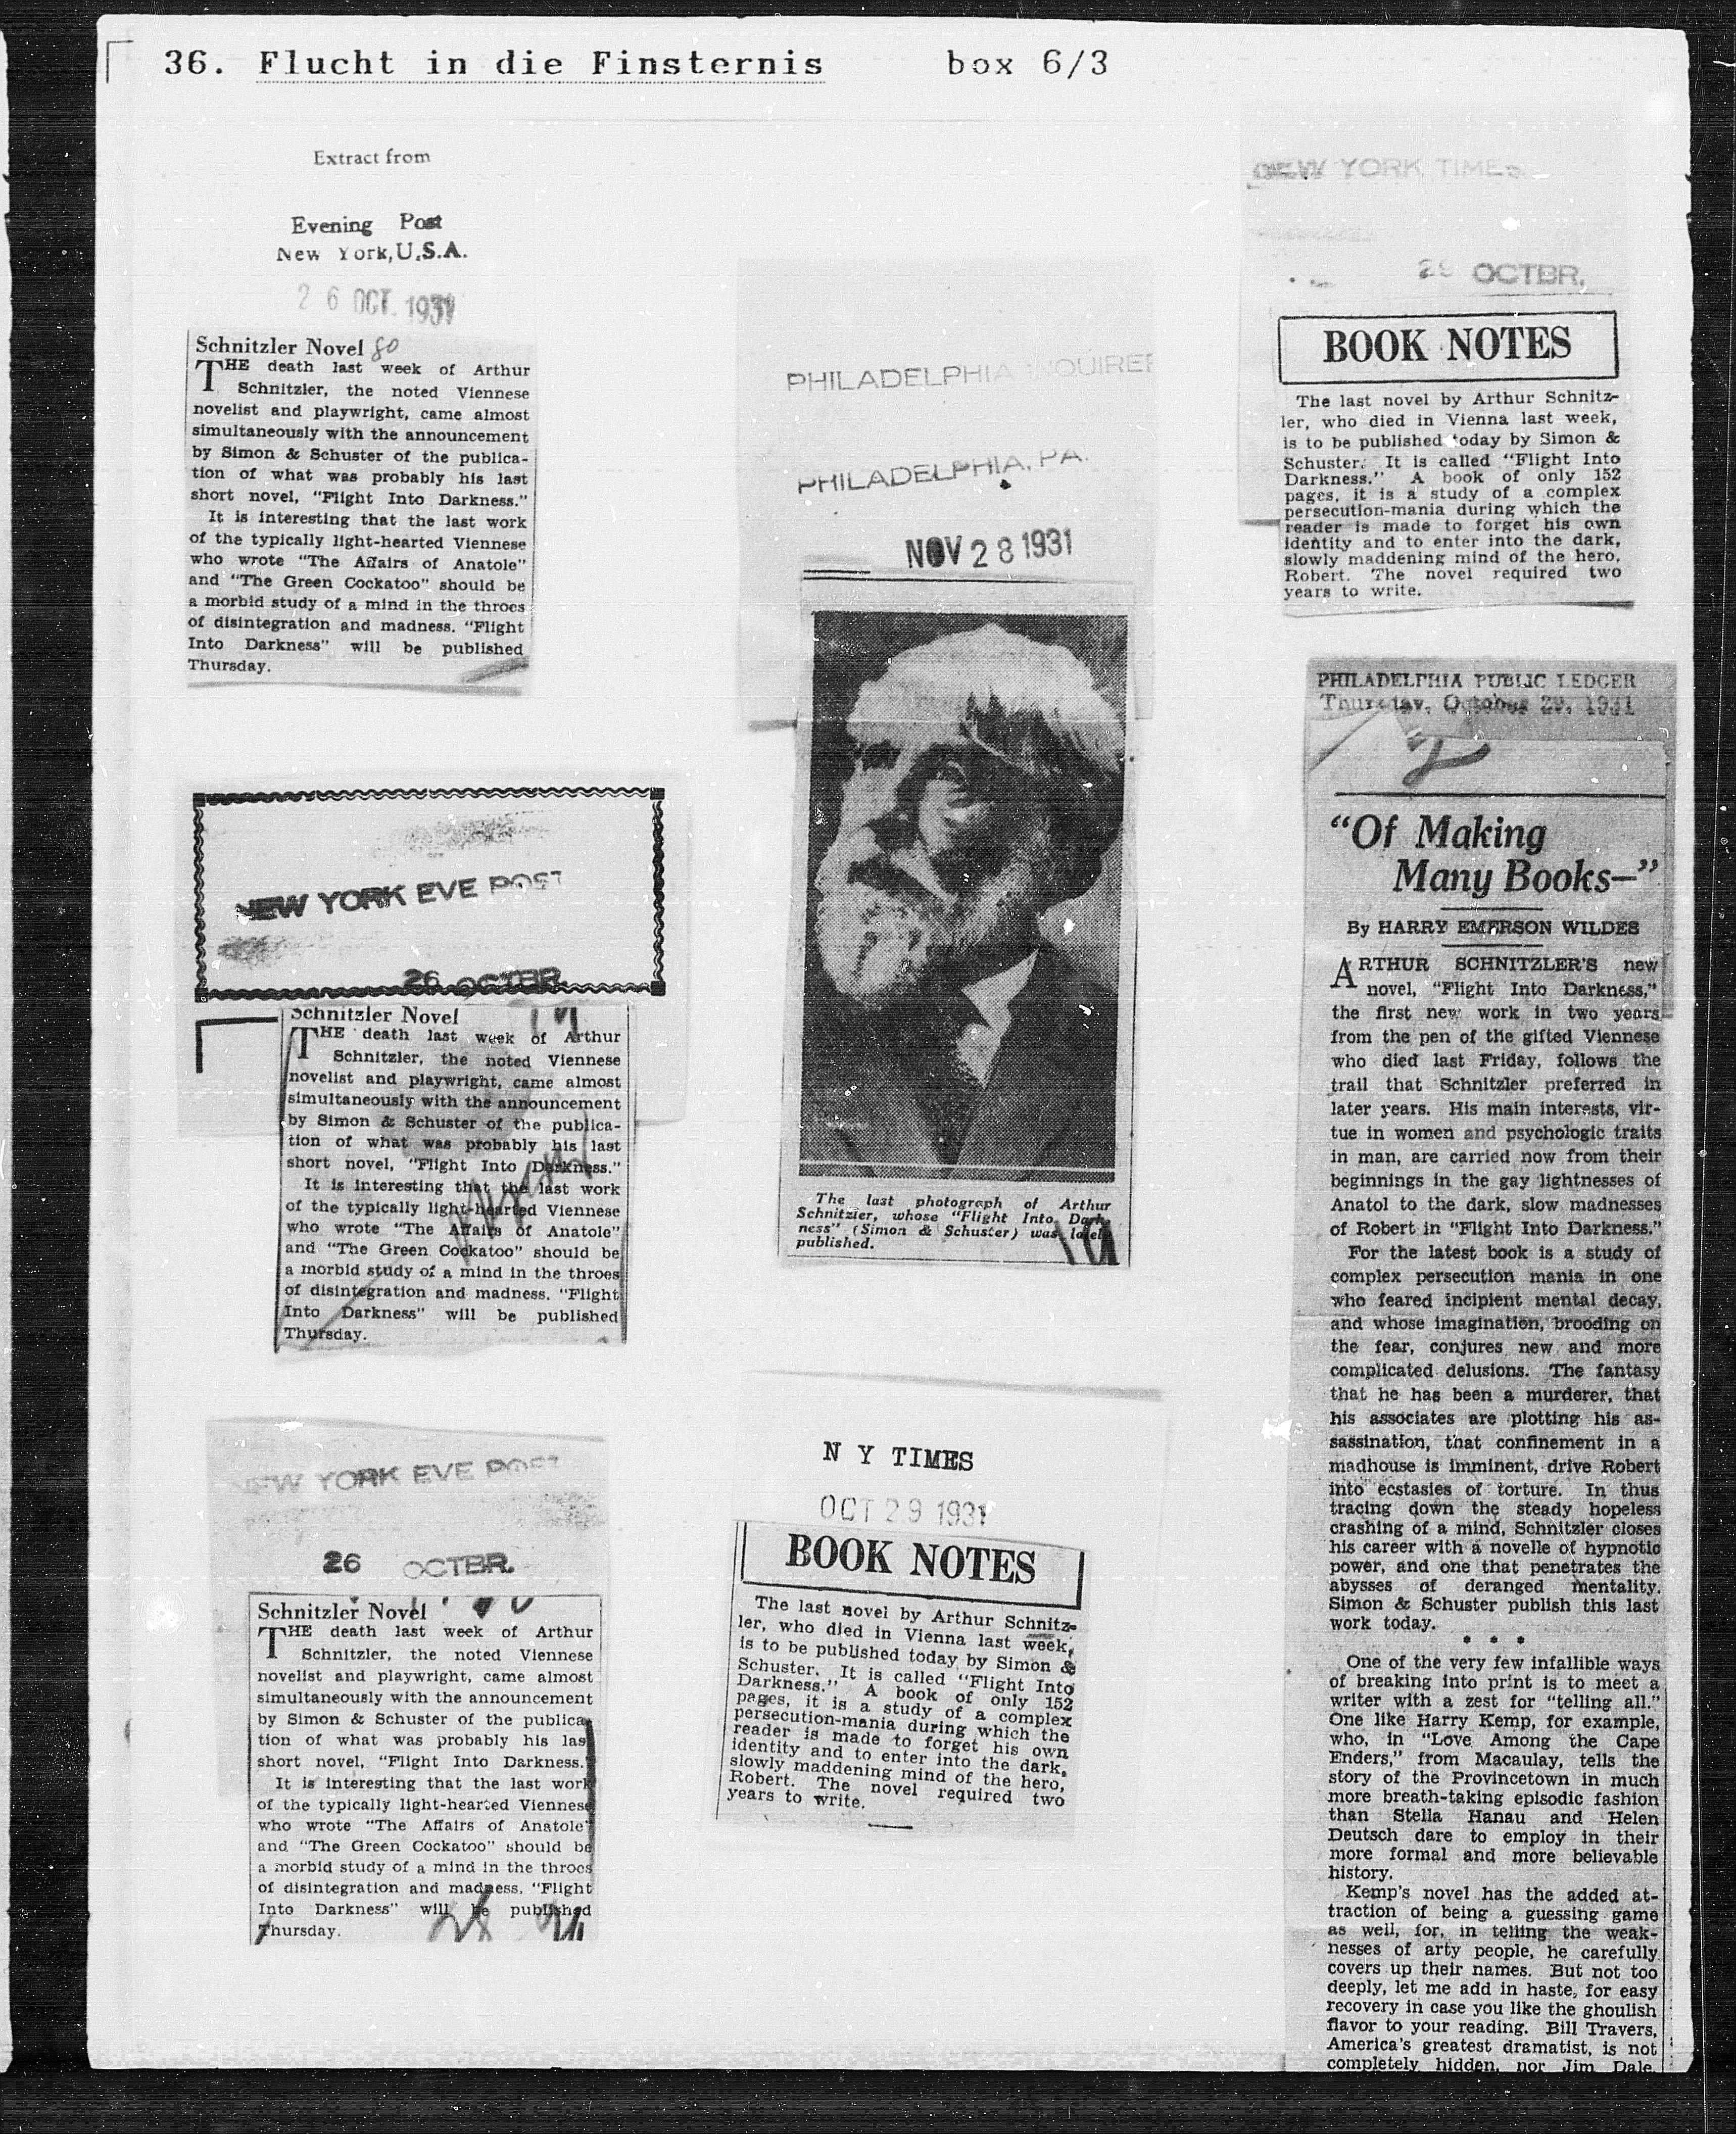 36. Flucht in die Finsternis box 6/3
Extract from
Evening Post
New York, U.S.A.
26 OCT. 1931
Schnitzler Novel 80
THE death last week of Arthur
Schnitzler, the noted Viennese
novelist and playwright, came almost
simultaneously with the announcement
by Simon & Schuster of the publica-
tion of what was probably his last
short novel, "Flight Into Darkness."
It is interesting that the last work
of the typically light-hearted Viennese
who wrote "The Affairs of Anatole"
and "The Green Cockatoo" should be
a morbid study of a mind in the throes
of disintegration and madness. "Flight
Into Darkness" will be published
Thursday.
NEW YORK EVE POST
26 OCTBR.
Schnitzler Novel
THE death last week of Arthur
Schnitzler, the noted Viennese
novelist and playwright, came almost
simultaneously with the announcement
by Simon & Schuster of the publica-
tion of what was probably his last
short novel, "Flight Into Darkness."
It is interesting that the last work
of the typically light-hearted Viennese
who wrote "The Affairs of Anatole"
and "The Green Cockatoo" should be
a morbid study of a mind in the throes
of disintegration and madness. "Flight
Into Darkness" will be published
Thursday.
NEW YORK EVE POST
26 OCTBR.
Schnitzler Novel
THE death last week of Arthur
Schnitzler, the noted Viennese
novelist and playwright, came almost
simultaneously with the announcement
by Simon & Schuster of the publica-
tion of what was probably his las
short novel, "Flight Into Darkness.
It is interesting that the last work
of the typically light-hearted Viennese
who wrote "The Affairs of Anatole"
and "The Green Cockatoo" should be
a morbid study of a mind in the throes
of disintegration and madness. "Flight
Into Darkness" will be published
Thursday.
PHILADELPHIA INQUIRER
PHILADELPHIA, PA.
NOV 28 1931
The last photograph of Arthur
Schnitzler, whose "Flight Into Dark-
ness" (Simon & Schuster) was lately
published.
N Y TIMES
OCT 29 1931
BOOK NOTES
The last novel by Arthur Schnitz-
ler, who died in Vienna last week,
is to be published today by Simon &
Schuster. It is called "Flight Into
Darkness." A book of only 152
pages, it is a study of a complex
persecution-mania during which the
reader is made to forget his own
identity and to enter into the dark,
slowly maddening mind of the hero,
Robert. The novel required two
years to write.
NEW YORK TIMES
29 OCTBR.
BOOK NOTES
The last novel by Arthur Schnitz-
ler, who died in Vienna last week,
is to be published today by Simon &
Schuster. It is called "Flight Into
Darkness." A book of only 152
pages, it is a study of a complex
persecution-mania during which the
reader is made to forget his own
identity and to enter into the dark,
slowly maddening mind of the hero,
Robert. The novel required two
years to write.
PHILADELPHIA PUBLIC LEDGER
Thursday, October 29, 1931
2
"Of Making
Many Books—"
By HARRY EMERSON WILDES
ARTHUR SCHNITZLER'S new
novel, "Flight Into Darkness,"
the first new work in two years
from the pen of the gifted Viennese
who died last Friday, follows the
trail that Schnitzler preferred in
later years. His main interests, vir-
tue in women and psychologic traits
in man, are carried now from their
beginnings in the gay lightnesses of
Anatol to the dark, slow madnesses
of Robert in "Flight Into Darkness."
For the latest book is a study of
complex persecution mania in one
who feared incipient mental decay,
and whose imagination, brooding on
the fear, conjures new and more
complicated delusions. The fantasy
that he has been a murderer, that
his associates are plotting his as-
sassination, that confinement in a
madhouse is imminent, drive Robert
into ecstasies of torture. In thus
tracing down the steady hopeless
crashing of a mind, Schnitzler closes
his career with a novelle of hypnotic
power, and one that penetrates the
abysses of deranged mentality.
Simon & Schuster publish this last
work today.
* * *
One of the very few infallible ways
of breaking into print is to meet a
writer with a zest for "telling all."
One like Harry Kemp, for example,
who, in "Love Among the Cape
Enders," from Macaulay, tells the
story of the Provincetown in much
more breath-taking episodic fashion
than Stella Hanau and Helen
Deutsch dare to employ in their
more formal and more believable
history.
Kemp's novel has the added at-
traction of being a guessing game
as well, for, in telling the weak-
nesses of arty people, he carefully
covers up their names. But not too
deeply, let me add in haste, for easy
recovery in case you like the ghoulish
flavor to your reading. Bill Travers,
America's greatest dramatist, is not
completely hidden, nor Jim Dale,